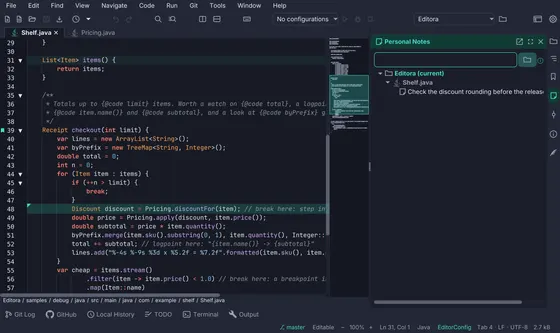 File Edit View Navigate Code Run Git Tools Window Help
No configurations
Editora
Shelf.java
Pricing.java
Personal Notes
Editora (current)
Shelf.java
Check the discount rounding before the release
29 }
30
31 List<Item> items() {
32 return items;
33 }
34
35 /**
36 * Totals up to {@code limit} items. Worth a watch on {@code total}, a logpoin
37 * {@code item.name()} and {@code subtotal}, and a look at {@code byPrefix}
38 */
39 Receipt checkout(int limit) {
40 var lines = new ArrayList<String>();
41 var byPrefix = new TreeMap<String, Integer>();
42 double total = 0;
43 int n = 0;
44 for (Item item : items) {
45 if (++n > limit) {
46 break;
47 }
48 Discount discount = Pricing.discountFor(item); // break here: step in
49 double price = Pricing.apply(discount, item.price());
50 double subtotal = price * item.quantity();
51 byPrefix.merge(item.sku().substring(0, 1), item.quantity(), Integer::
52 total += subtotal; // logpoint here: "{item.name()} -> {subtotal}"
53 lines.add("%-4s %-9s %3d x %5.2f = %7.2f".formatted(item.sku(), item.
54 }
55 var cheap = items.stream()
56 .filter(item -> item.price() < 1.0) // break here: a breakpoint i
57 .map(Item::name)
Editora / samples / debug / java / src / main / java / com / example / shelf / Shelf.java
Git Log GitHub Local History TODO Terminal Output
master Editable − 100% + Ln 31, Col 1 Java EditorConfig Tab 4 LF UTF-8 2.7 kB